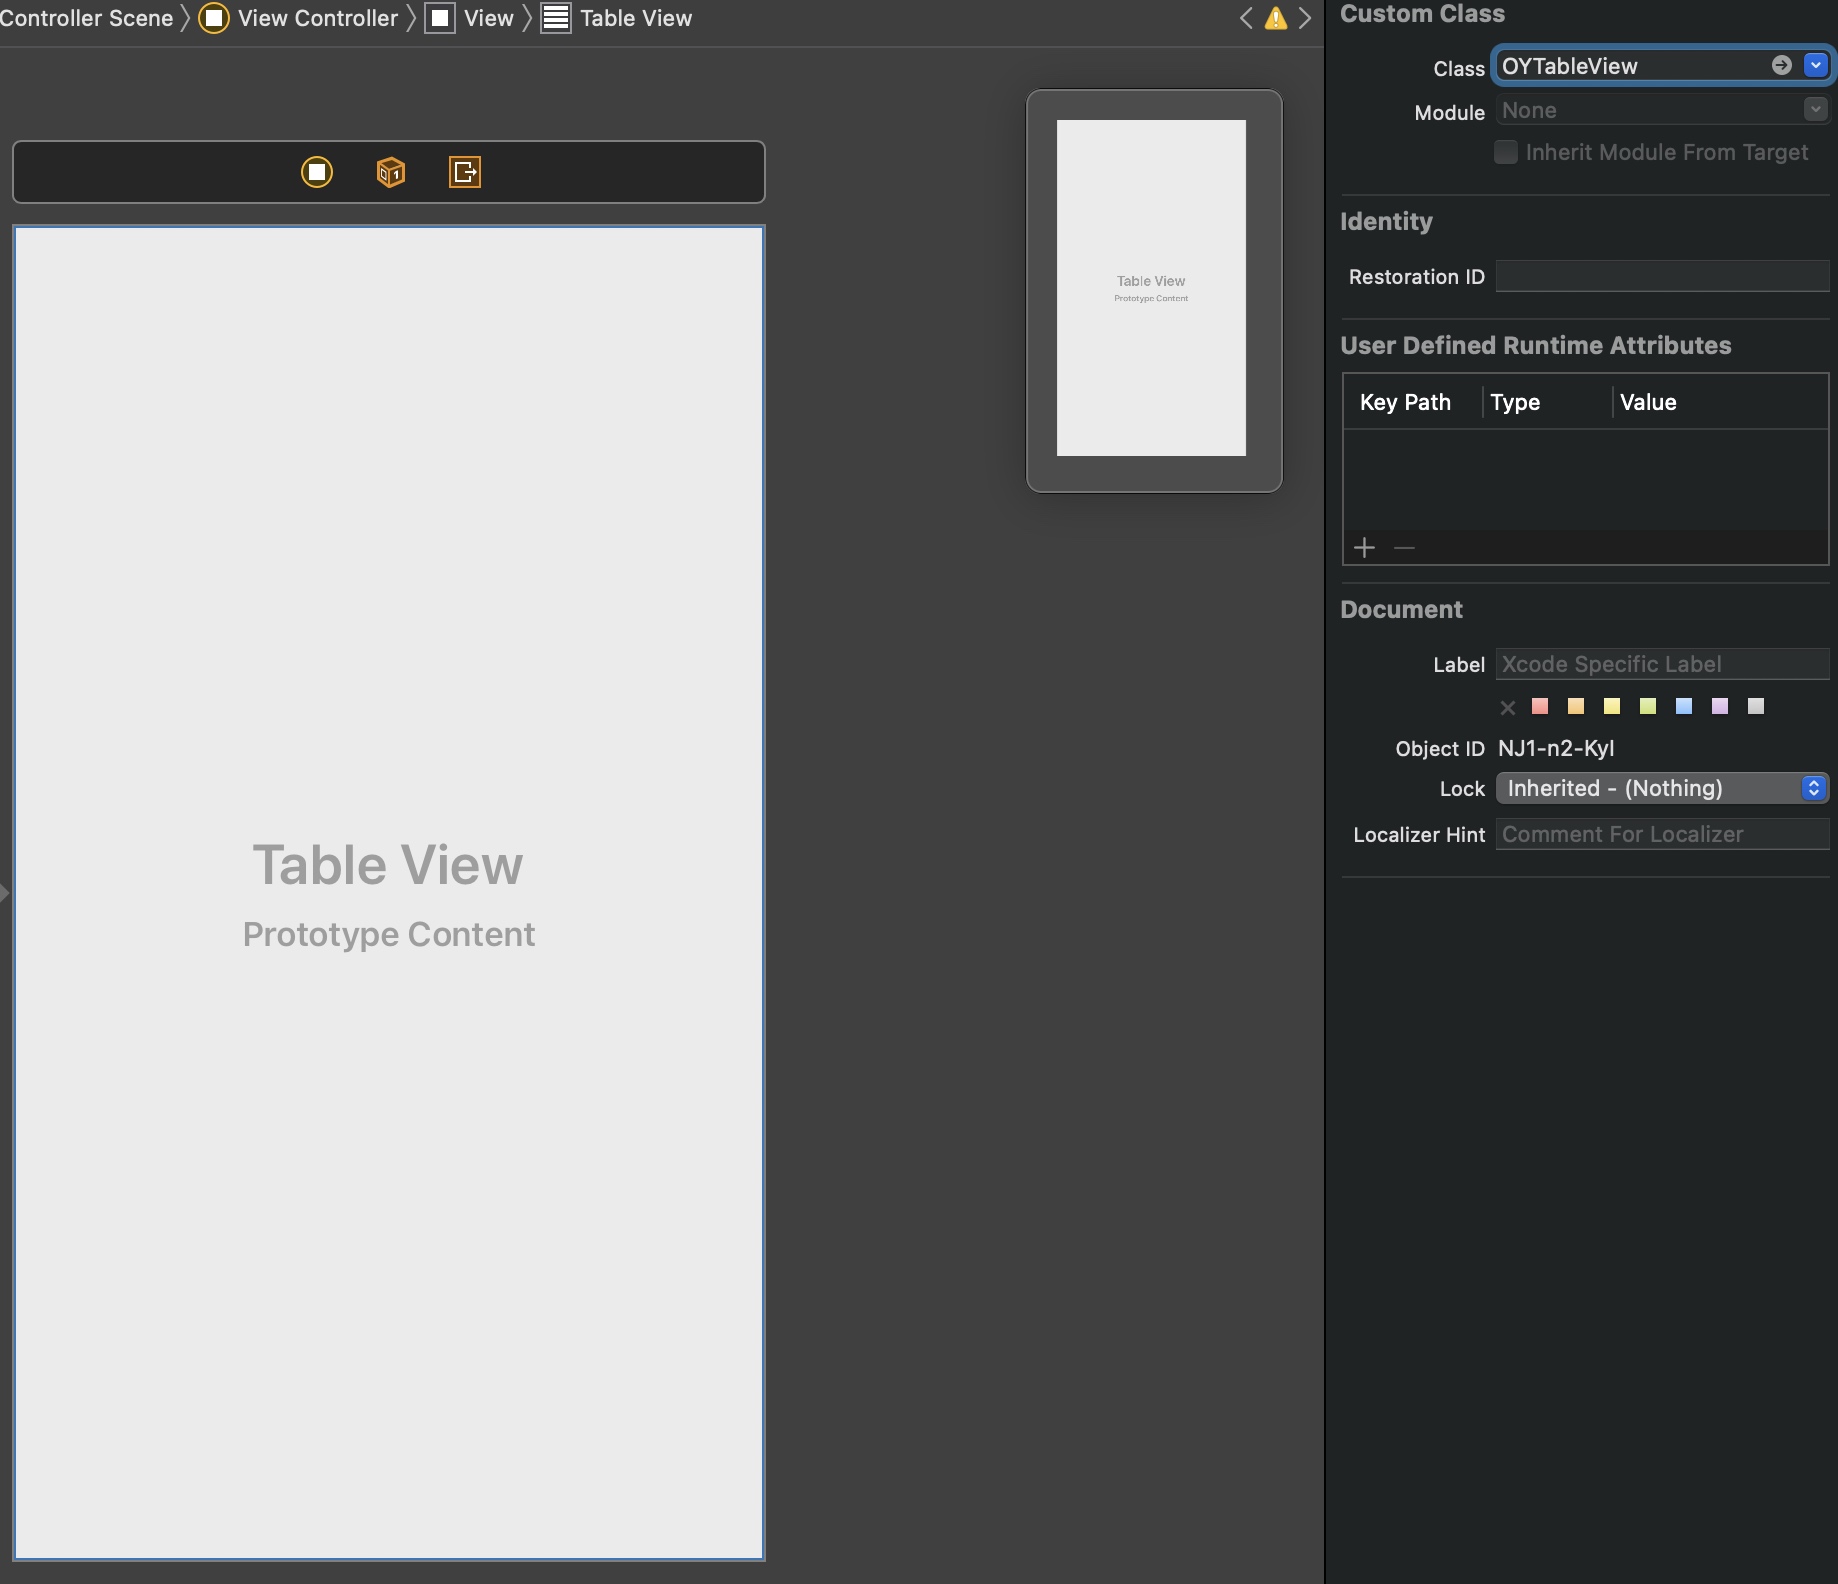 Controller Scene View Controller View Table View
Table View
Prototype Content
Table View
Prototype Content
Custom Class
Class OYTableView
Module None
Inherit Module From Target
Identity
Restoration ID
User Defined Runtime Attributes
Key Path Type Value
Document
Label Xcode Specific Label
Object ID NJ1-n2-Kyl
Lock Inherited - (Nothing)
Localizer Hint Comment For Localizer